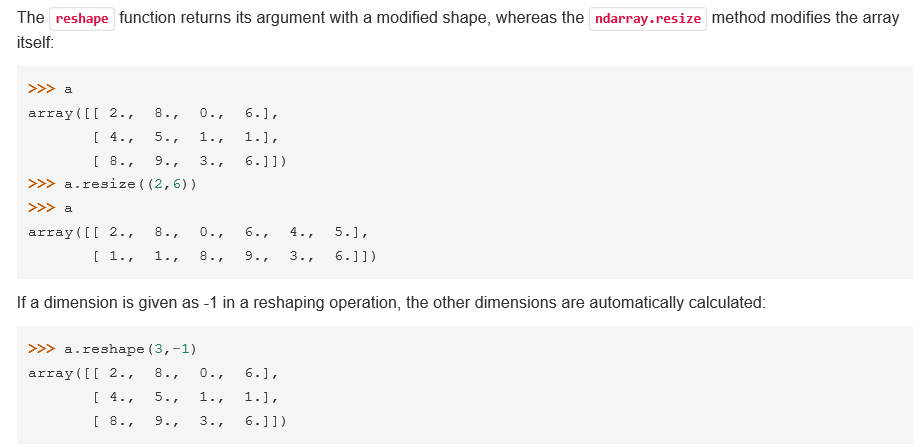 The reshape function returns its argument with a modified shape, whereas the ndarray.resize method modifies the array
itself:
>>> a
array([[ 2.,  8.,  0.,  6.],
       [ 4.,  5.,  1.,  1.],
       [ 8.,  9.,  3.,  6.]])
>>> a.resize((2,6))
>>> a
array([[ 2.,  8.,  0.,  6.,  4.,  5.],
       [ 1.,  1.,  8.,  9.,  3.,  6.]])
If a dimension is given as -1 in a reshaping operation, the other dimensions are automatically calculated:
>>> a.reshape(3,-1)
array([[ 2.,  8.,  0.,  6.],
       [ 4.,  5.,  1.,  1.],
       [ 8.,  9.,  3.,  6.]])